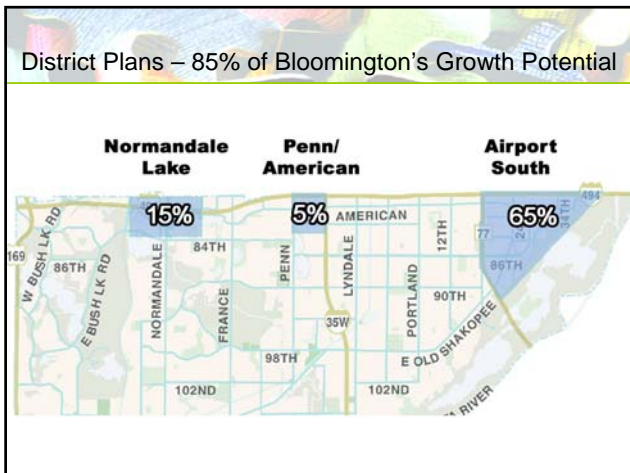 District Plans – 85% of Bloomington's Growth Potential
Normandale
Lake
Penn/
American
Airport
South
15%
5%
65%
494
AMERICAN
169
W BUSH LK RD
E BUSH LK RD
86TH
NORMANDALE
84TH
FRANCE
PENN
LYNDALE
35W
PORTLAND
12TH
77
34TH
86TH
90TH
E OLD SHAKOPEE
98TH
102ND
102ND
RIVER